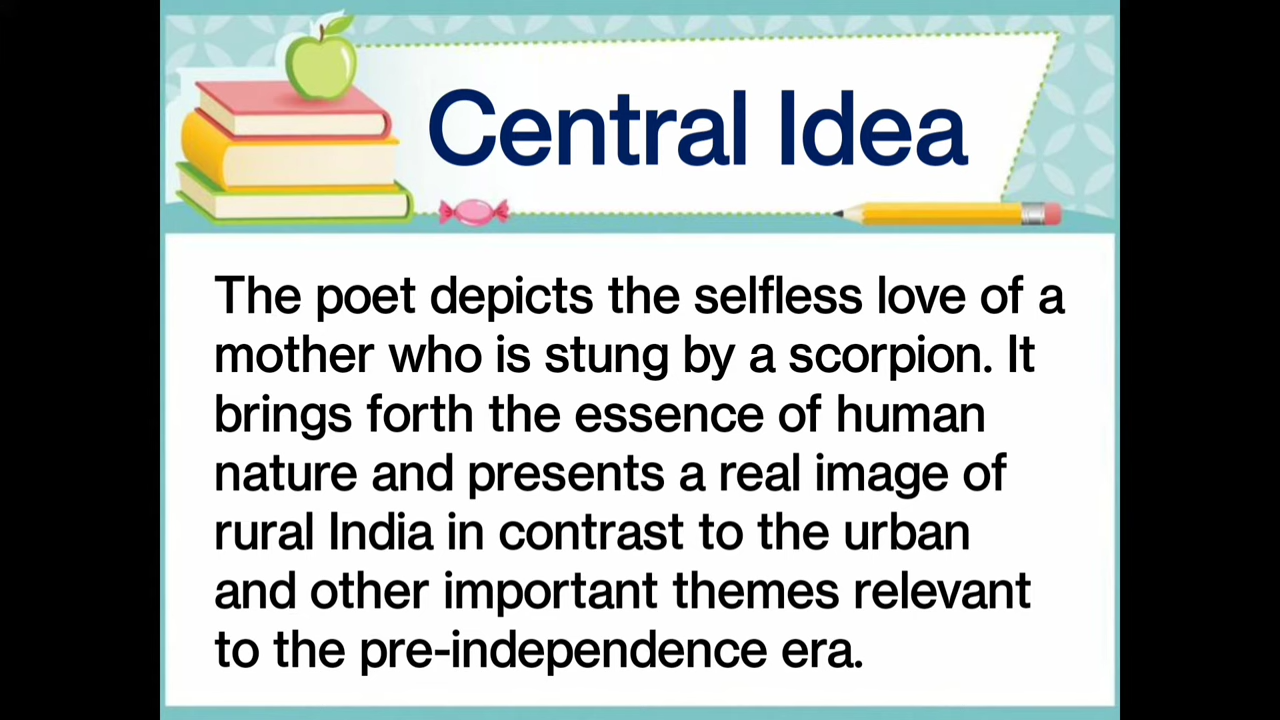 Central Idea
The poet depicts the selfless love of a
mother who is stung by a scorpion. It
brings forth the essence of human
nature and presents a real image of
rural India in contrast to the urban
and other important themes relevant
to the pre-independence era.